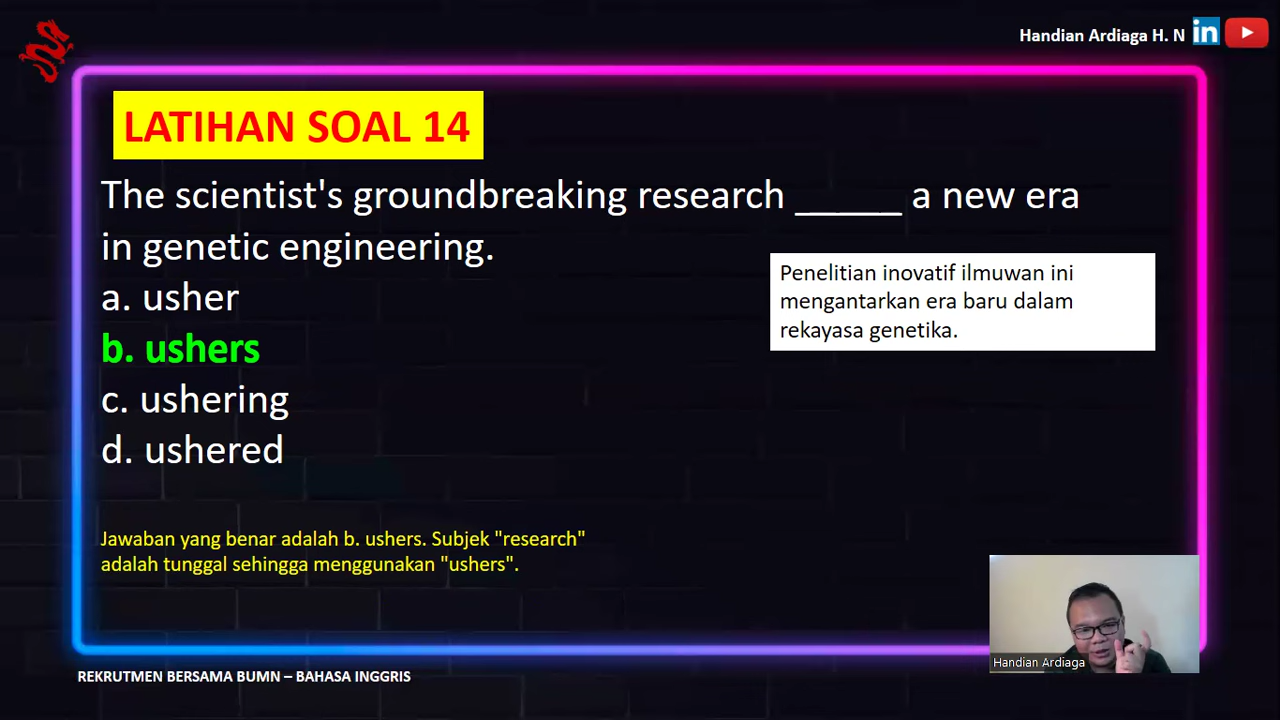 Handian Ardiaga H. N in
LATIHAN SOAL 14
The scientist's groundbreaking research _____ a new era
in genetic engineering.
Penelitian inovatif ilmuwan ini
mengantarkan era baru dalam
rekayasa genetika.
a. usher
b. ushers
c. ushering
d. ushered
Jawaban yang benar adalah b. ushers. Subjek "research"
adalah tunggal sehingga menggunakan "ushers".
Handian Ardiaga
REKRUTMEN BERSAMA BUMN – BAHASA INGGRIS